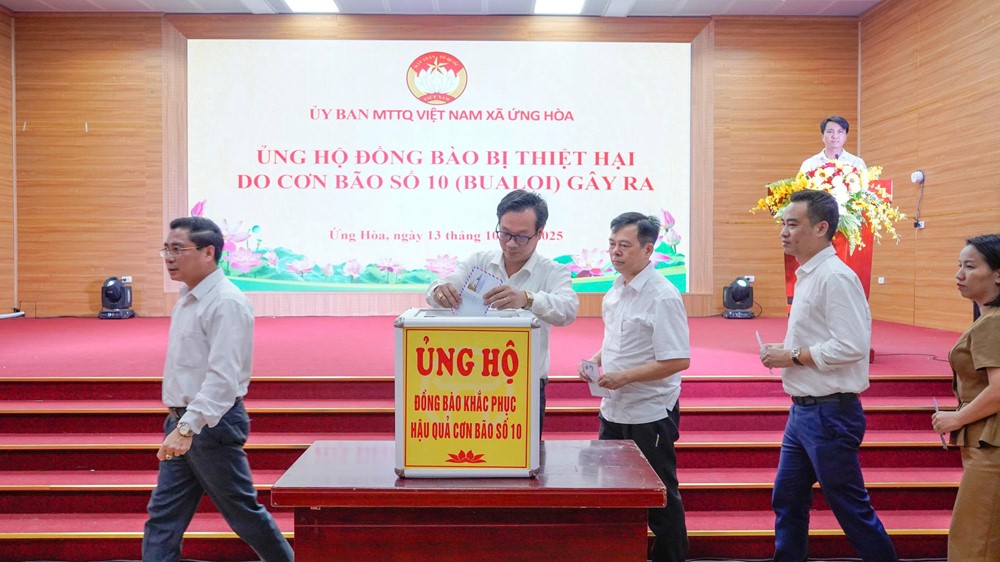 ỦY BAN MTTQ VIỆT NAM XÃ ỨNG HÒA
ỦNG HỘ ĐỒNG BÀO BỊ THIỆT HẠI
DO CƠN BÃO SỐ 10 (BUALOI) GÂY RA
Ứng Hòa, ngày 13 tháng 2025
ỦNG HỘ
ĐỒNG BÀO KHẮC PHỤC
HẬU QUẢ CƠN BÃO SỐ 10